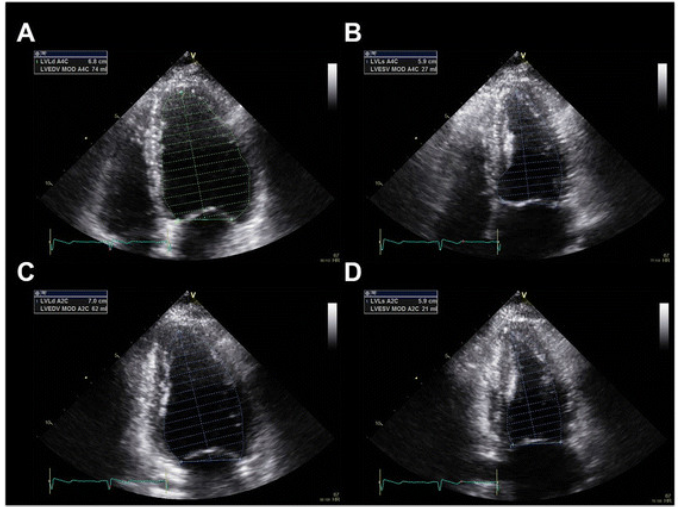 A
LVLd A4C 6.8 cm
LVEDV MOD A4C 74 ml
V
B
LVLs A4C 5.9 cm
LVESV MOD A4C 27 ml
V
C
LVLd A2C 7.0 cm
LVEDV MOD A2C 62 ml
V
D
LVLs A2C 5.9 cm
LVESV MOD A2C 21 ml
V